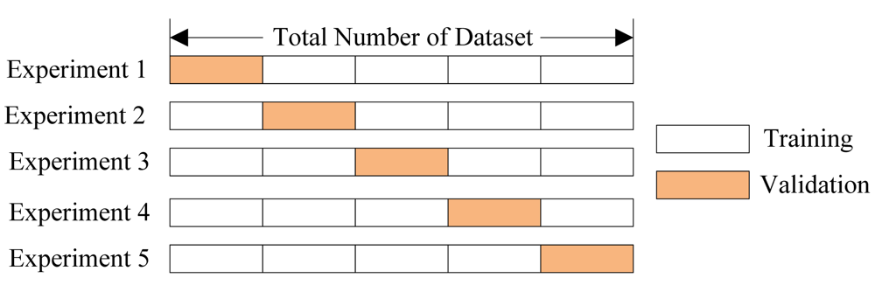 Total Number of Dataset
Experiment 1
Experiment 2
Experiment 3
Experiment 4
Experiment 5
Training
Validation